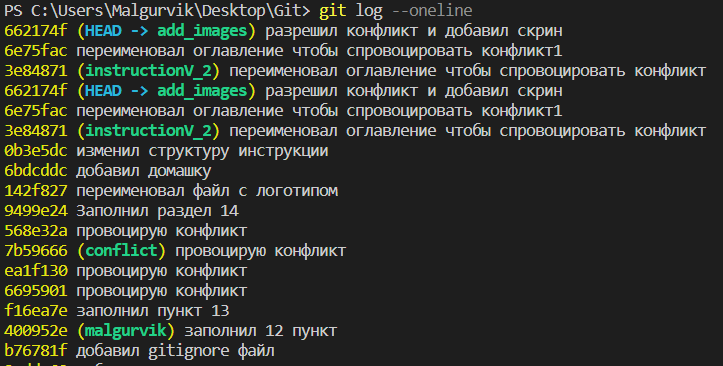 PS C:\Users\Malgurvik\Desktop\Git> git log --oneline
662174f (HEAD -> add_images) разрешил конфликт и добавил скрин
6e75fac переименовал оглавление чтобы спровоцировать конфликт1
3e84871 (instructionV_2) переименовал оглавление чтобы спровоцировать конфликт
662174f (HEAD -> add_images) разрешил конфликт и добавил скрин
6e75fac переименовал оглавление чтобы спровоцировать конфликт1
3e84871 (instructionV_2) переименовал оглавление чтобы спровоцировать конфликт
0b3e5dc изменил структуру инструкции
6bdcddc добавил домашку
142f827 переименовал файл с логотипом
9499e24 Заполнил раздел 14
568e32a провоцирую конфликт
7b59666 (conflict) провоцирую конфликт
ea1f130 провоцирую конфликт
6695901 провоцирую конфликт
f16ea7e заполнил пункт 13
400952e (malgurvik) заполнил 12 пункт
b76781f добавил gitignore файл